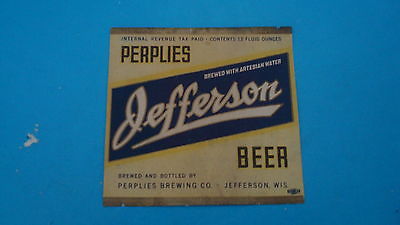 INTERNAL REVENUE TAX PAID · CONTENTS 12 FLUID OUNCES
PERPLIES
BREWED WITH ARTESIAN WATER
Jefferson
BEER
BREWED AND BOTTLED BY
PERPLIES BREWING CO. · JEFFERSON, WIS.